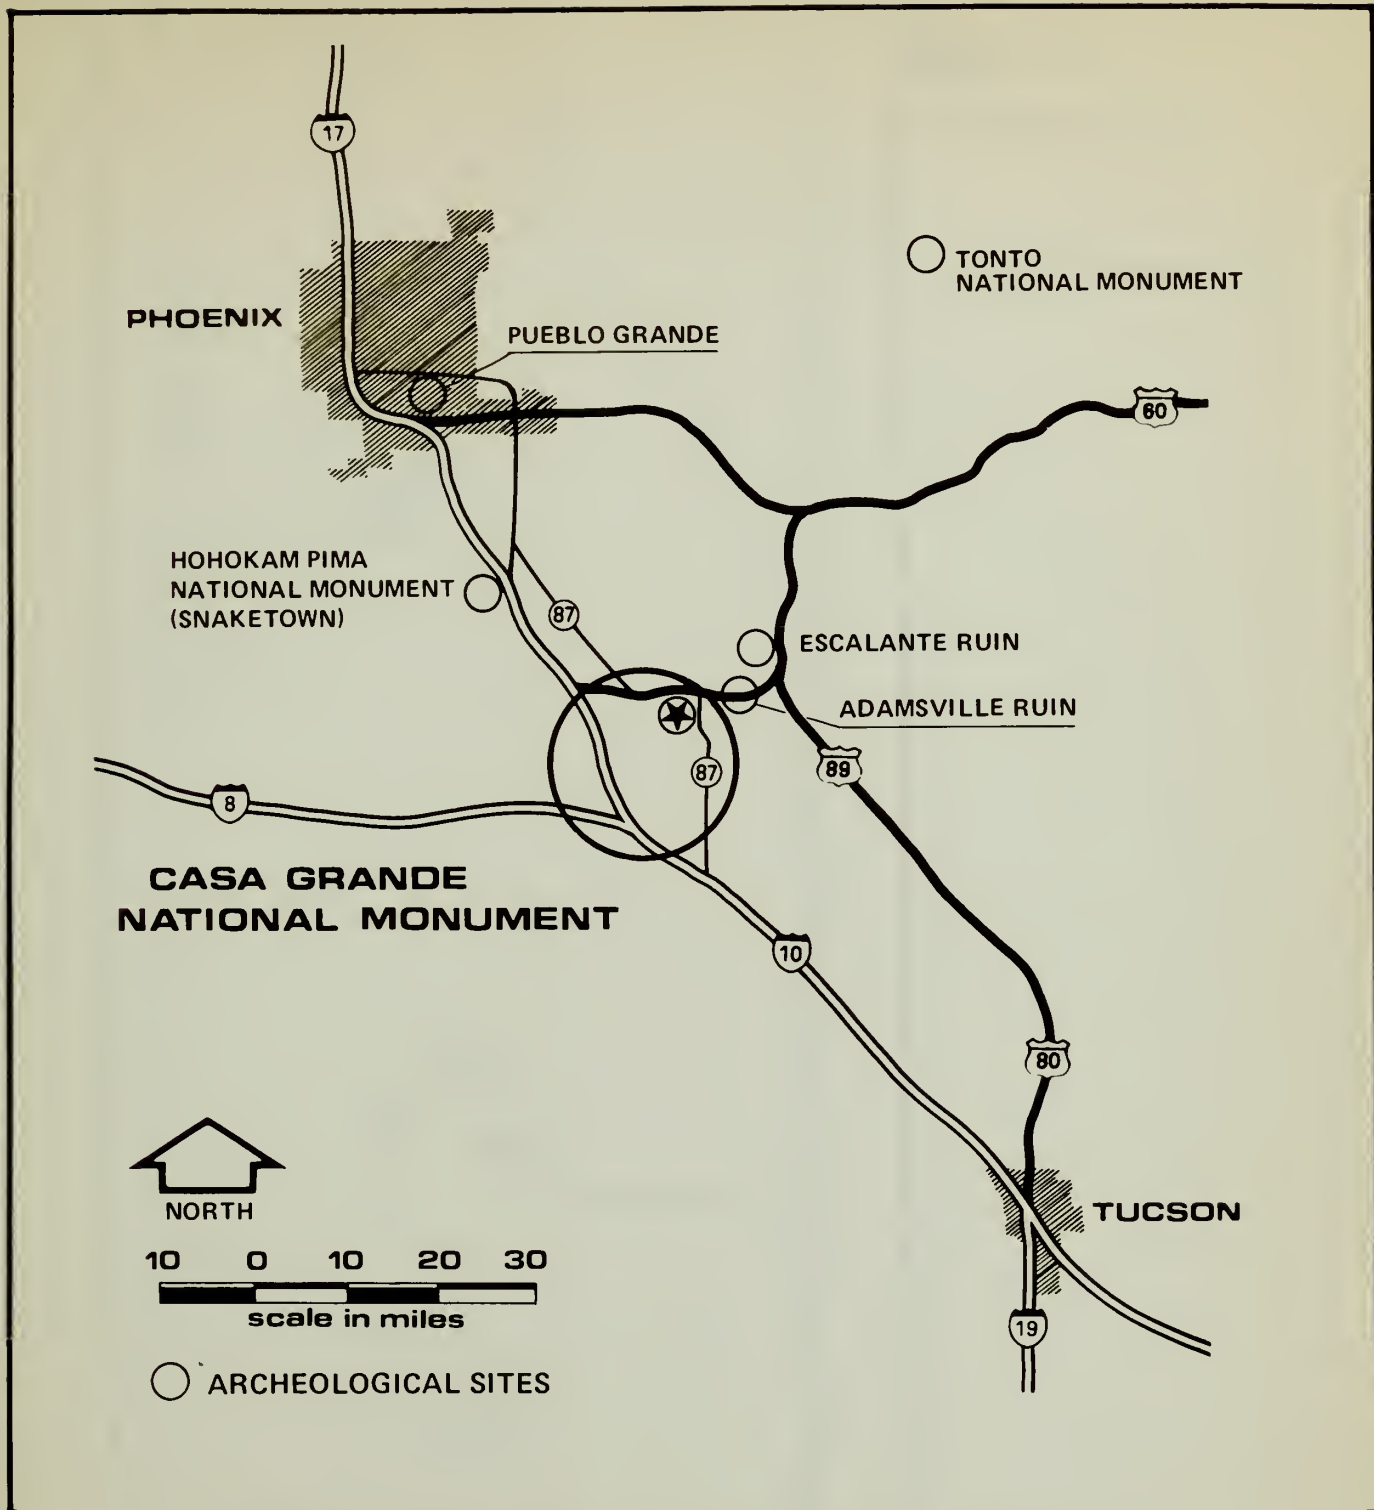 17
TONTO
NATIONAL MONUMENT
PHOENIX
PUEBLO GRANDE
60
HOHOKAM PIMA
NATIONAL MONUMENT
(SNAKETOWN)
87
ESCALANTE RUIN
ADAMSVILLE RUIN
87
89
8
CASA GRANDE
NATIONAL MONUMENT
10
80
NORTH
TUCSON
10 0 10 20 30
scale in miles
19
ARCHEOLOGICAL SITES